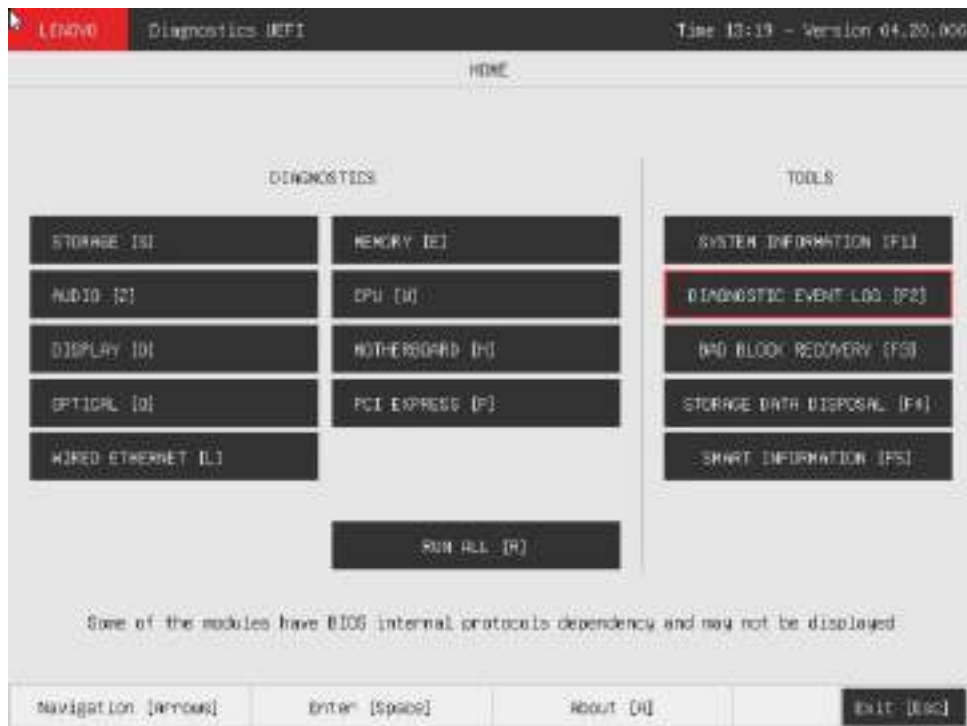 LENOVO Diagnostics UEFI Time 13:19 - Version 04.20.000
HOME
DIAGNOSTICS TOOLS
STORAGE [S] MEMORY [E] SYSTEM INFORMATION [F1]
AUDIO [Z] CPU [U] DIAGNOSTIC EVENT LOG [F2]
DISPLAY [D] MOTHERBOARD [H] BAD BLOCK RECOVERY [F3]
OPTICAL [O] PCI EXPRESS [P] STORAGE DATA DISPOSAL [F4]
WIRED ETHERNET [L] SMART INFORMATION [F5]
RUN ALL [R]
Some of the modules have BIOS internal protocols dependency and may not be displayed
Navigation [Arrows] Enter [Space] About [A] Exit [Esc]